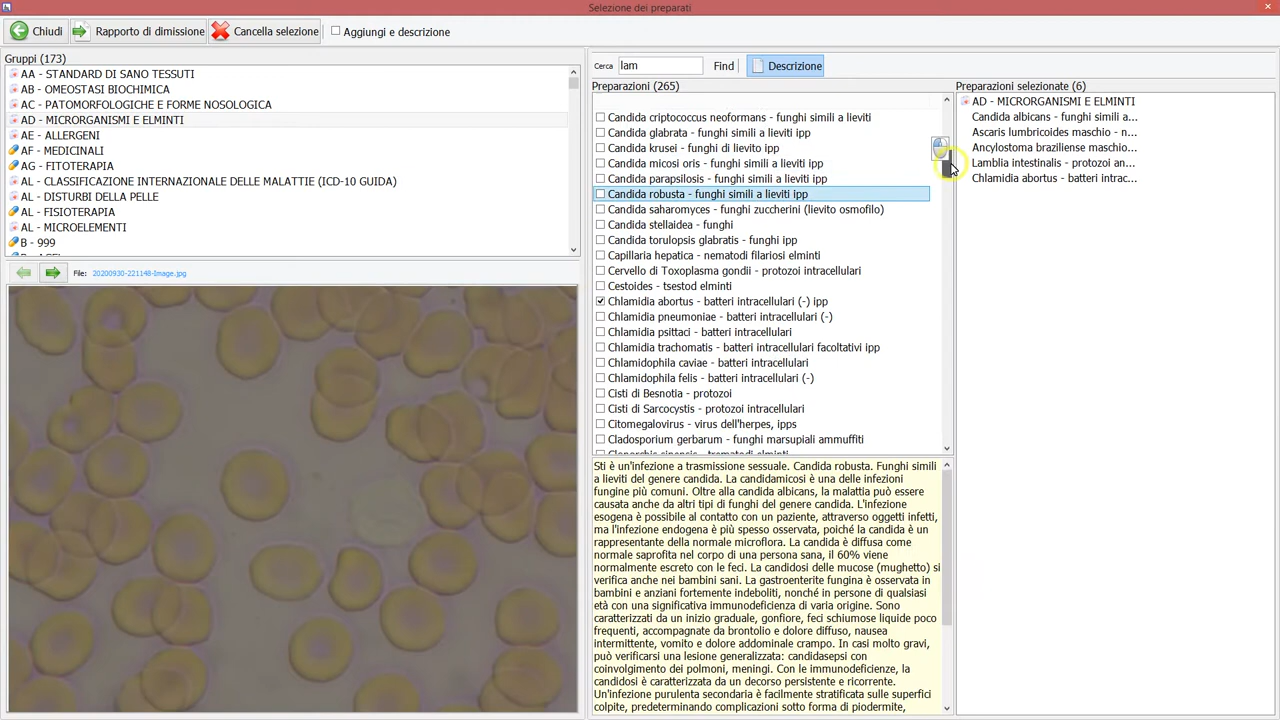 Selezione dei preparati
Chiudi
Rapporto di dimissione
Cancella selezione
Aggiungi e descrizione
Gruppi (173)
AA - STANDARD DI SANO TESSUTI
AB - OMEOSTASI BIOCHIMICA
AC - PATOMORFOLOGICHE E FORME NOSOLOGICA
AD - MICRORGANISMI E ELMINTI
AE - ALLERGENI
AF - MEDICINALI
AG - FITOTERAPIA
AL - CLASSIFICAZIONE INTERNAZIONALE DELLE MALATTIE (ICD-10 GUIDA)
AL - DISTURBI DELLA PELLE
AL - FISIOTERAPIA
AL - MICROELEMENTI
B - 999
File:
20200930-221148-Image.jpg
Cerca
lam
Find
Descrizione
Preparazioni (265)
Candida criptococcus neoformans - funghi simili a lieviti
Candida glabrata - funghi simili a lieviti ipp
Candida krusei - funghi di lievito ipp
Candida micosi oris - funghi simili a lieviti ipp
Candida parapsilosis - funghi simili a lieviti ipp
Candida robusta - funghi simili a lieviti ipp
Candida saharomyces - funghi zuccherini (lievito osmofilo)
Candida stellaidea - funghi
Candida torulopsis glabratis - funghi ipp
Capillaria hepatica - nematodi filariosi elminti
Cervello di Toxoplasma gondii - protozoi intracellulari
Cestoides - tsestod elminti
Chlamidia abortus - batteri intracellulari (-) ipp
Chlamidia pneumoniae - batteri intracellulari (-)
Chlamidia psittaci - batteri intracellulari
Chlamidia trachomatis - batteri intracellulari facoltativi ipp
Chlamidophila caviae - batteri intracellulari
Chlamidophila felis - batteri intracellulari (-)
Cisti di Besnotia - protozoi
Cisti di Sarcocystis - protozoi intracellulari
Citomegalovirus - virus dell'herpes, ipps
Cladosporium gerbarum - funghi marsupiali ammuffiti
Clonorchis sinensis - trematodi elminti
Preparazioni selezionate (6)
AD - MICRORGANISMI E ELMINTI
Candida albicans - funghi simili a...
Ascaris lumbricoides maschio - n...
Ancylostoma braziliense maschio...
Lamblia intestinalis - protozoi an...
Chlamidia abortus - batteri intrac...
Sti è un'infezione a trasmissione sessuale. Candida robusta. Funghi simili
a lieviti del genere candida. La candidamicosi è una delle infezioni
fungine più comuni. Oltre alla candida albicans, la malattia può essere
causata anche da altri tipi di funghi del genere candida. L'infezione
esogena è possibile al contatto con un paziente, attraverso oggetti infetti,
ma l'infezione endogena è più spesso osservata, poiché la candida è un
rappresentante della normale microflora. La candida è diffusa come
normale saprofita nel corpo di una persona sana, il 60% viene
normalmente escreto con le feci. La candidosi delle mucose (mughetto) si
verifica anche nei bambini sani. La gastroenterite fungina è osservata in
bambini e anziani fortemente indeboliti, nonché in persone di qualsiasi
età con una significativa immunodeficienza di varia origine. Sono
caratterizzati da un inizio graduale, gonfiore, feci schiumose liquide poco
frequenti, accompagnate da brontolio e dolore diffuso, nausea
intermittente, vomito e dolore addominale crampo. In casi molto gravi,
può verificarsi una lesione generalizzata: candidasepsi con
coinvolgimento dei polmoni, meningi. Con le immunodeficienze, la
candidosi è caratterizzata da un decorso persistente e ricorrente.
Un'infezione purulenta secondaria è facilmente stratificata sulle superfici
colpite, predeterminando complicazioni sotto forma di piodermite,